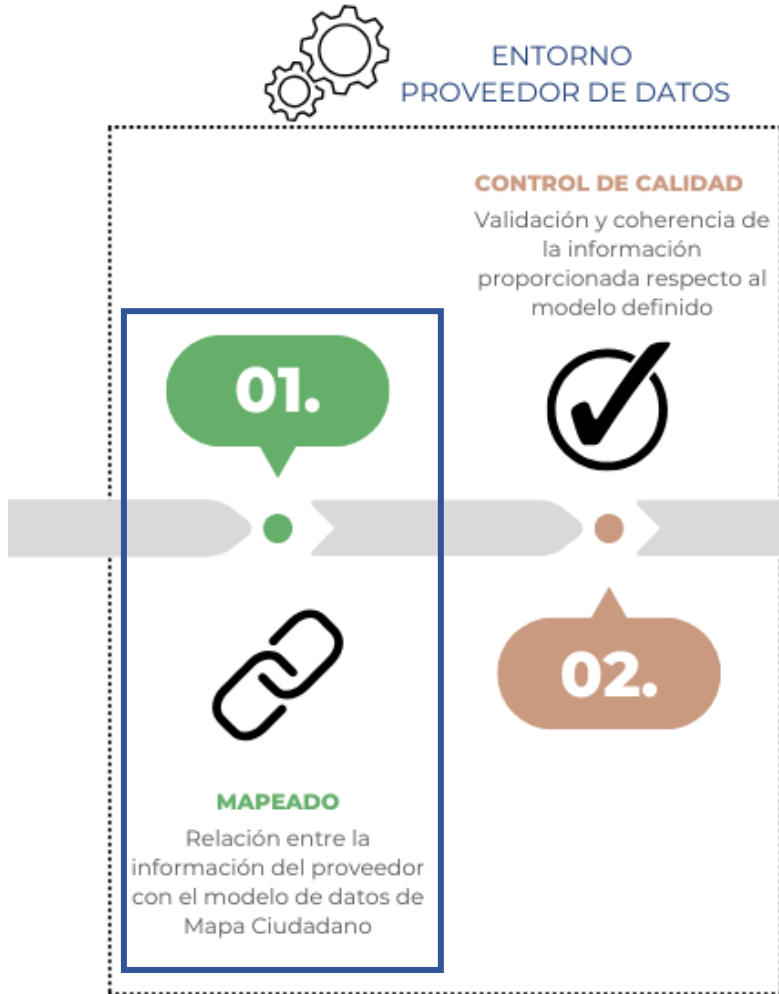 ENTORNO
PROVEEDOR DE DATOS
CONTROL DE CALIDAD
Validación y coherencia de
la información
proporcionada respecto al
modelo definido
01.
02.
MAPEADO
Relación entre la
información del proveedor
con el modelo de datos de
Mapa Ciudadano